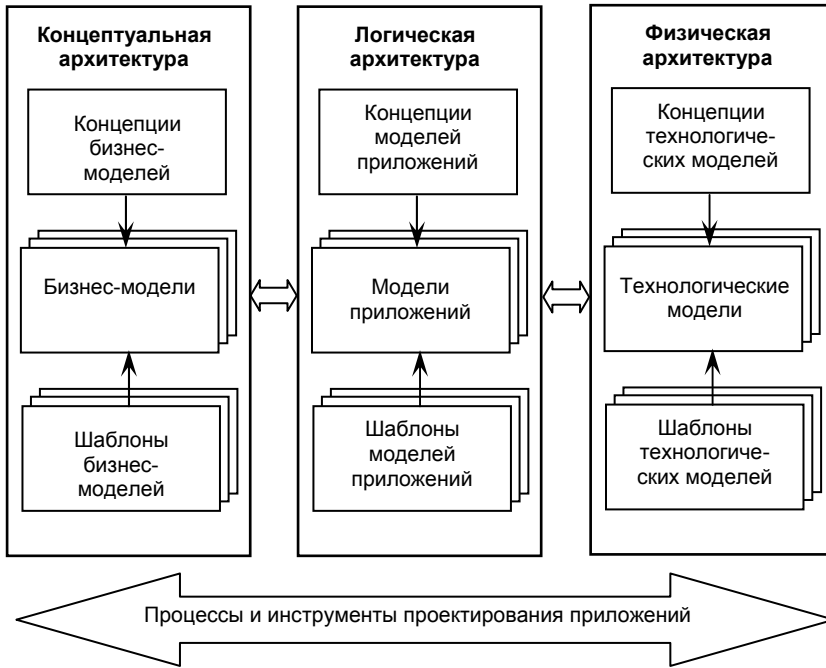 Концептуальная
архитектура
Концепции
бизнес-
моделей
Бизнес-модели
Шаблоны
бизнес-
моделей
Логическая
архитектура
Концепции
моделей
приложений
Модели
приложений
Шаблоны
моделей
приложений
Физическая
архитектура
Концепции
технологиче-
ских моделей
Технологические
модели
Шаблоны
технологиче-
ских моделей
Процессы и инструменты проектирования приложений